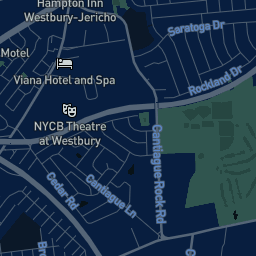 Hampton Inn
Westbury-Jericho
Saratoga Dr
Motel
Viana Hotel and Spa
Rockland Dr
NYCB Theatre
at Westbury
Cantiague Rock Rd
Cedar Rd
Cantiague Ln